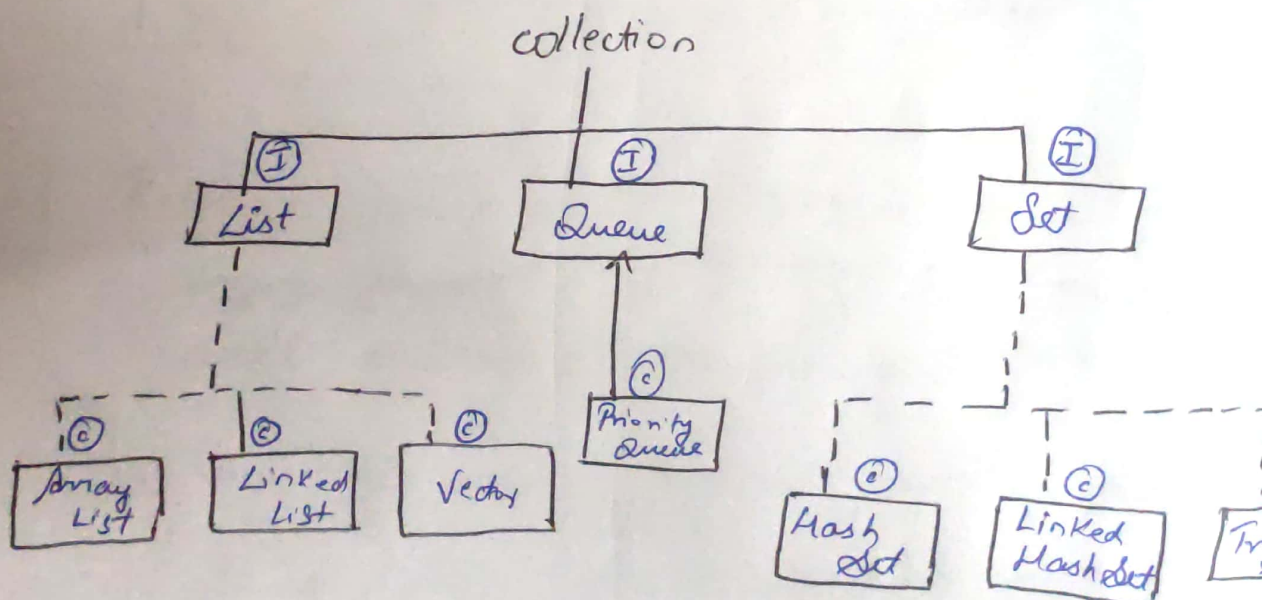 collection
I
I
I
List
Queue
Set
C
Priority
Queue
C
C
C
Array
List
Linked
List
Vector
C
C
Hash
Set
Linked
HashSet